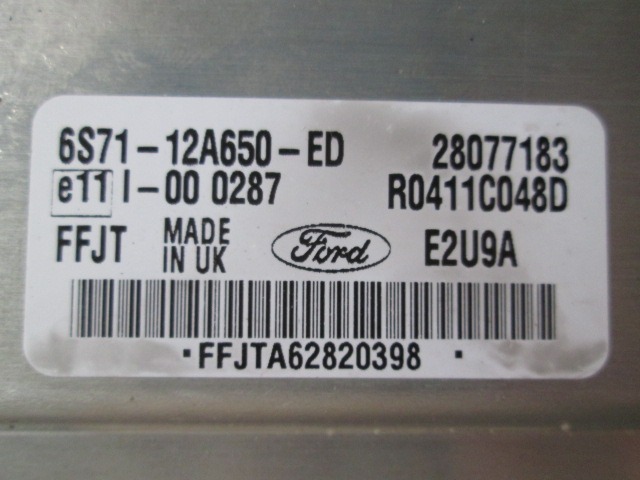 6S71-12A650-ED 28077183
e11 I-00 0287 R0411C048D
FFJT MADE IN UK Ford E2U9A
·FFJTA62820398 ·